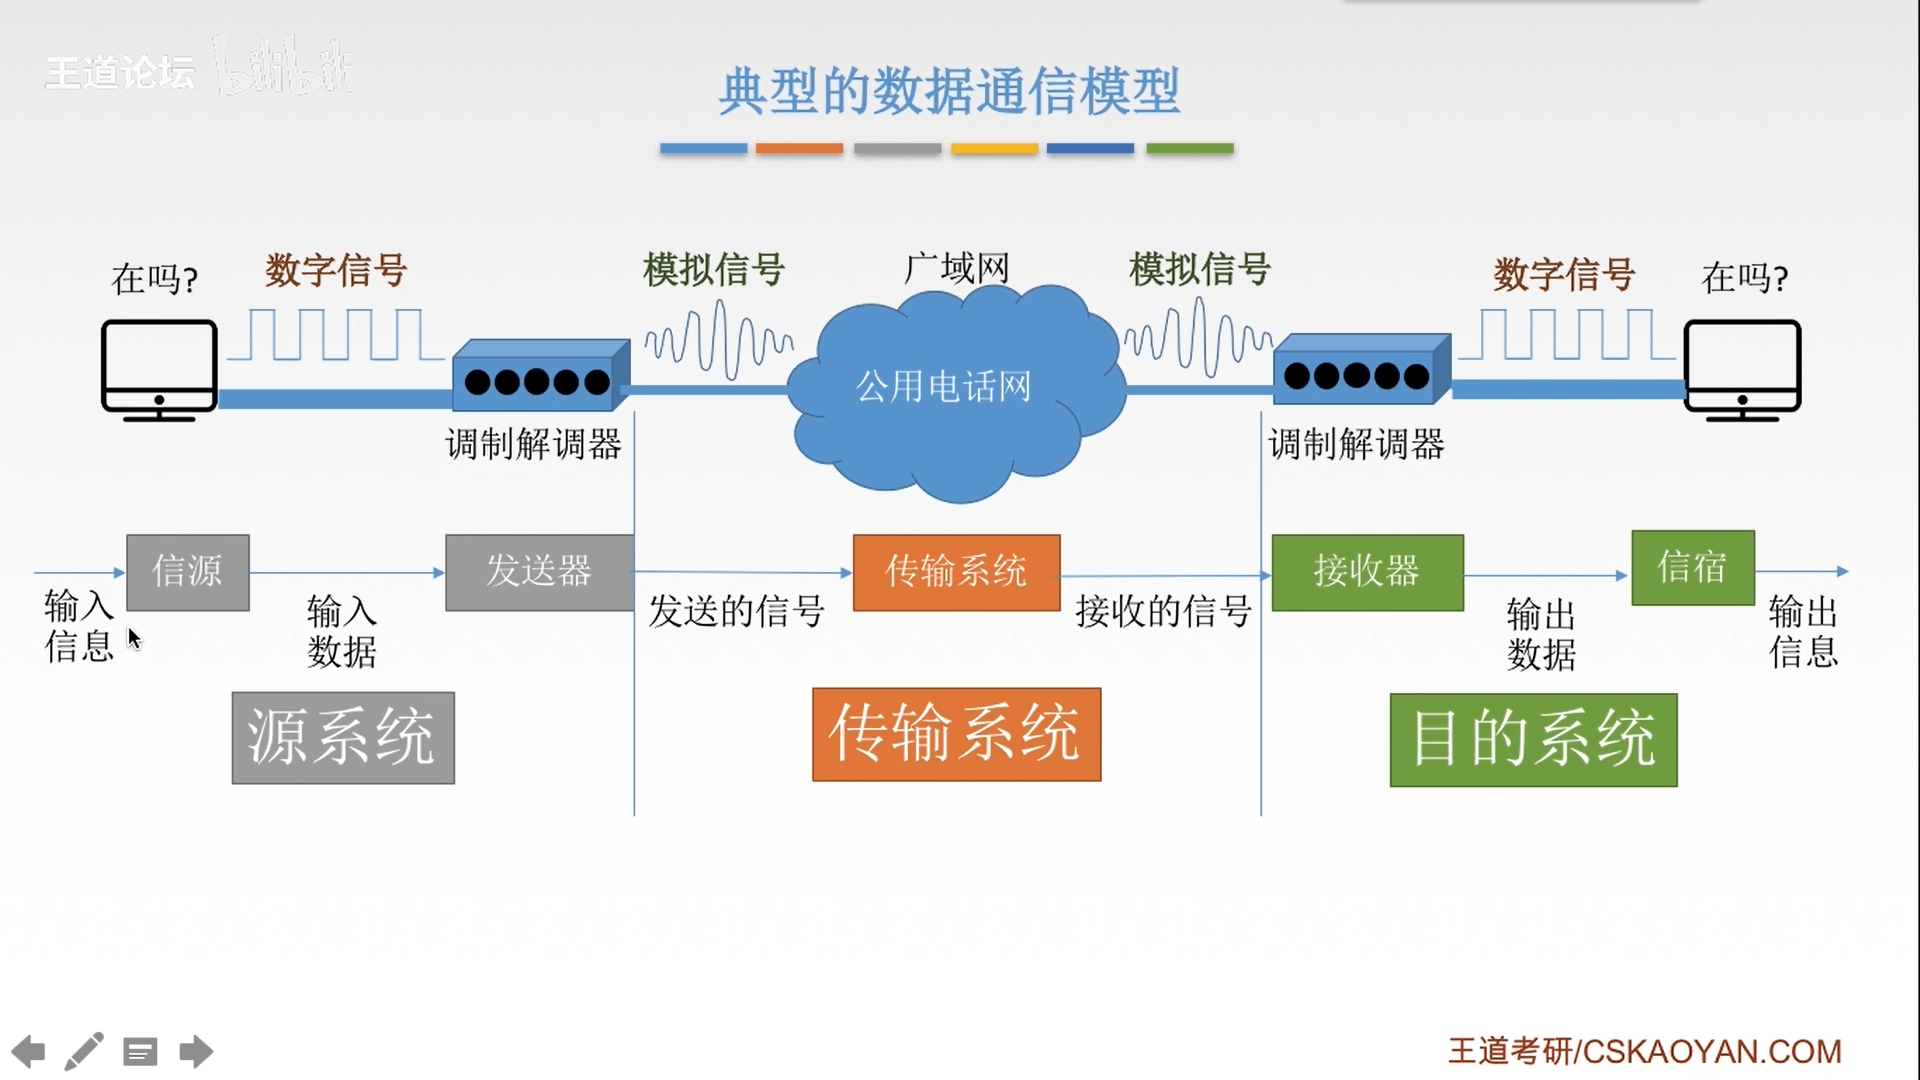 王道论坛 bilibili
典型的数据通信模型
在吗?
数字信号
模拟信号
广域网
模拟信号
数字信号
在吗?
公用电话网
调制解调器
调制解调器
信源
发送器
传输系统
接收器
信宿
输入
信息
输入
数据
发送的信号
接收的信号
输出
数据
输出
信息
源系统
传输系统
目的系统
王道考研/CSKAOYAN.COM